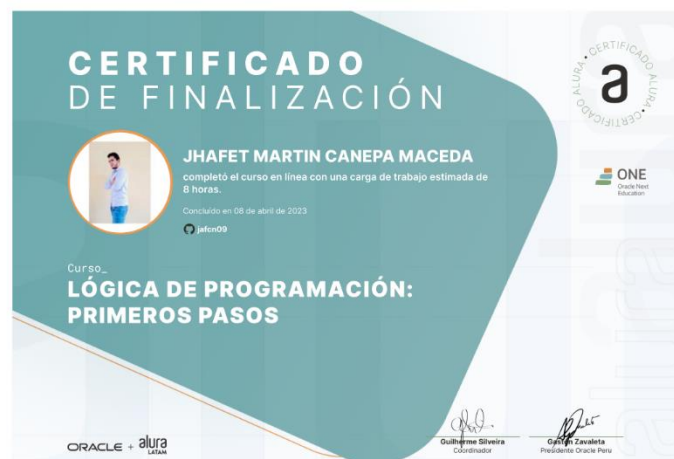 CERTIFICADO
DE FINALIZACIÓN
CERTIFICADO ALURA • CERTIFICADO ALURA •
a
JHAFET MARTIN CANEPA MACEDA
completó el curso en línea con una carga de trabajo estimada de
8 horas.
Concluido en 08 de abril de 2023
jafcn09
ONE
Oracle Next
Education
Curso_
LÓGICA DE PROGRAMACIÓN:
PRIMEROS PASOS
ORACLE + alura
LATAM
Guilherme Silveira
Coordinador
Gastón Zavaleta
Presidente Oracle Peru
alura